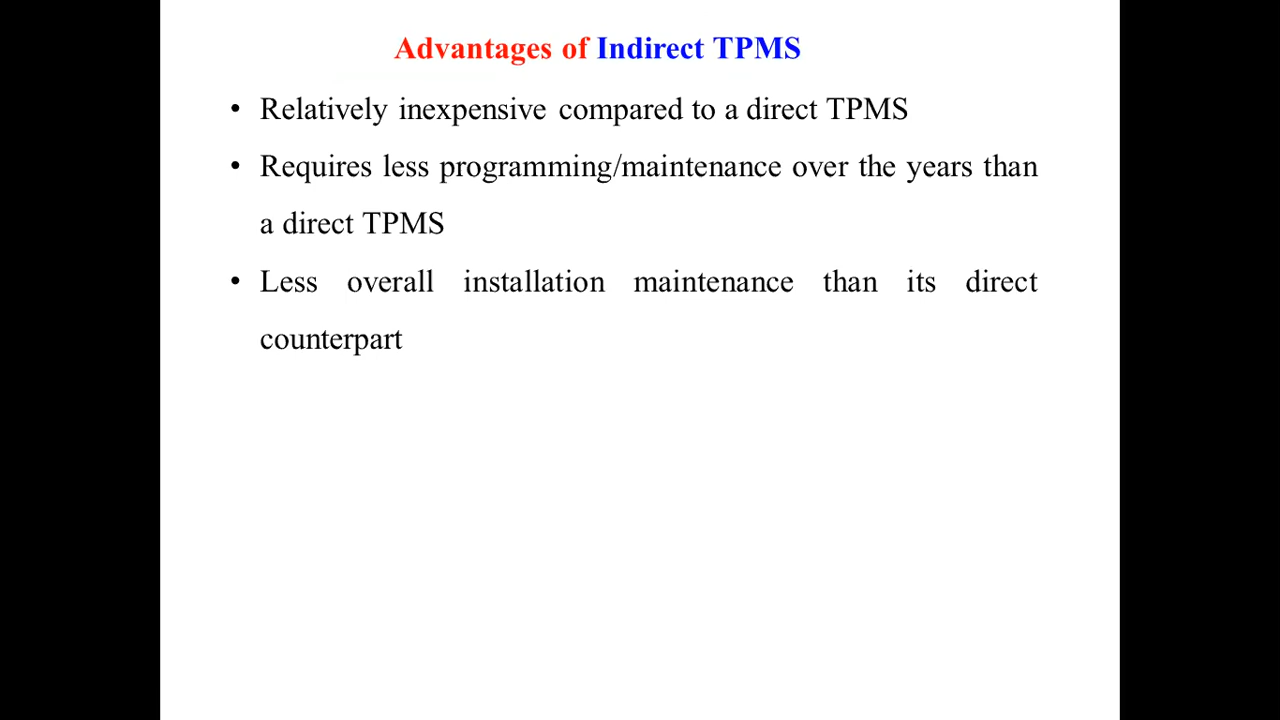 Advantages of Indirect TPMS
• Relatively inexpensive compared to a direct TPMS
• Requires less programming/maintenance over the years than
a direct TPMS
• Less overall installation maintenance than its direct
counterpart